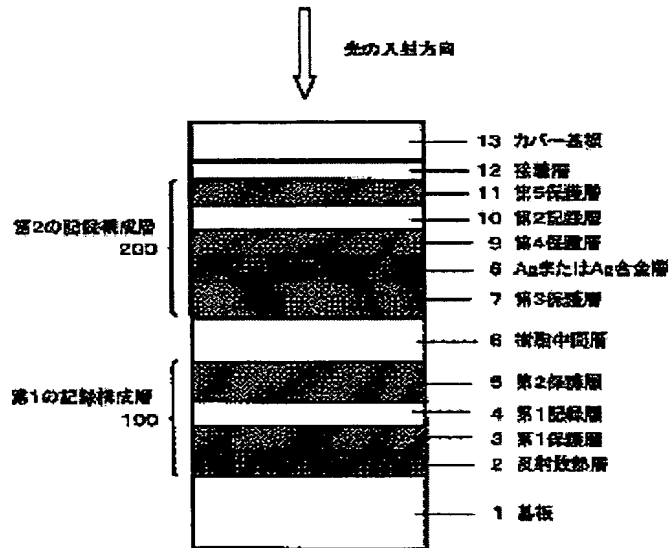 光の入射方向
13 カバー基板
12 接着層
11 第5保護層
10 第2記録層
9 第4保護層
8 AgまたはAg合金層
7 第3保護層
第2の記録構成層
200
6 樹脂中間層
5 第2保護層
4 第1記録層
3 第1保護層
2 反射放熱層
第1の記録構成層
100
1 基板